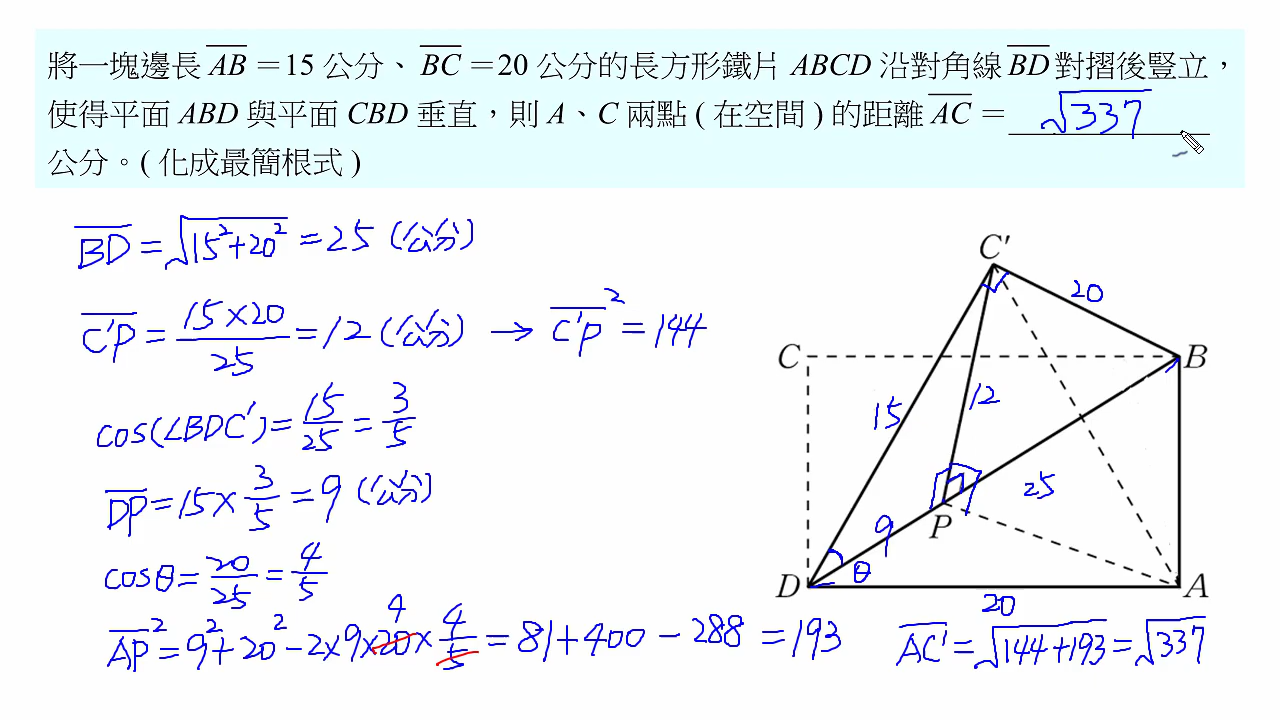 將一塊邊長 AB = 15 公分、BC = 20 公分的長方形鐵片 ABCD 沿對角線 BD 對摺後豎立，
使得平面 ABD 與平面 CBD 垂直，則 A、C 兩點 ( 在空間 ) 的距離 AC = √337
公分。( 化成最簡根式 )
BD = √(15²+20²) = 25 (公分)
C'P = 15×20/25 = 12 (公分) → C'P² = 144
cos(∠BDC') = 15/25 = 3/5
DP = 15 × 3/5 = 9 (公分)
cosθ = 20/25 = 4/5
AP² = 9² + 20² - 2×9×20×4/5 = 81+400-288 = 193
4
AC' = √(144+193) = √337
C'
20
C
B
15
12
25
P
9
θ
D
20
A